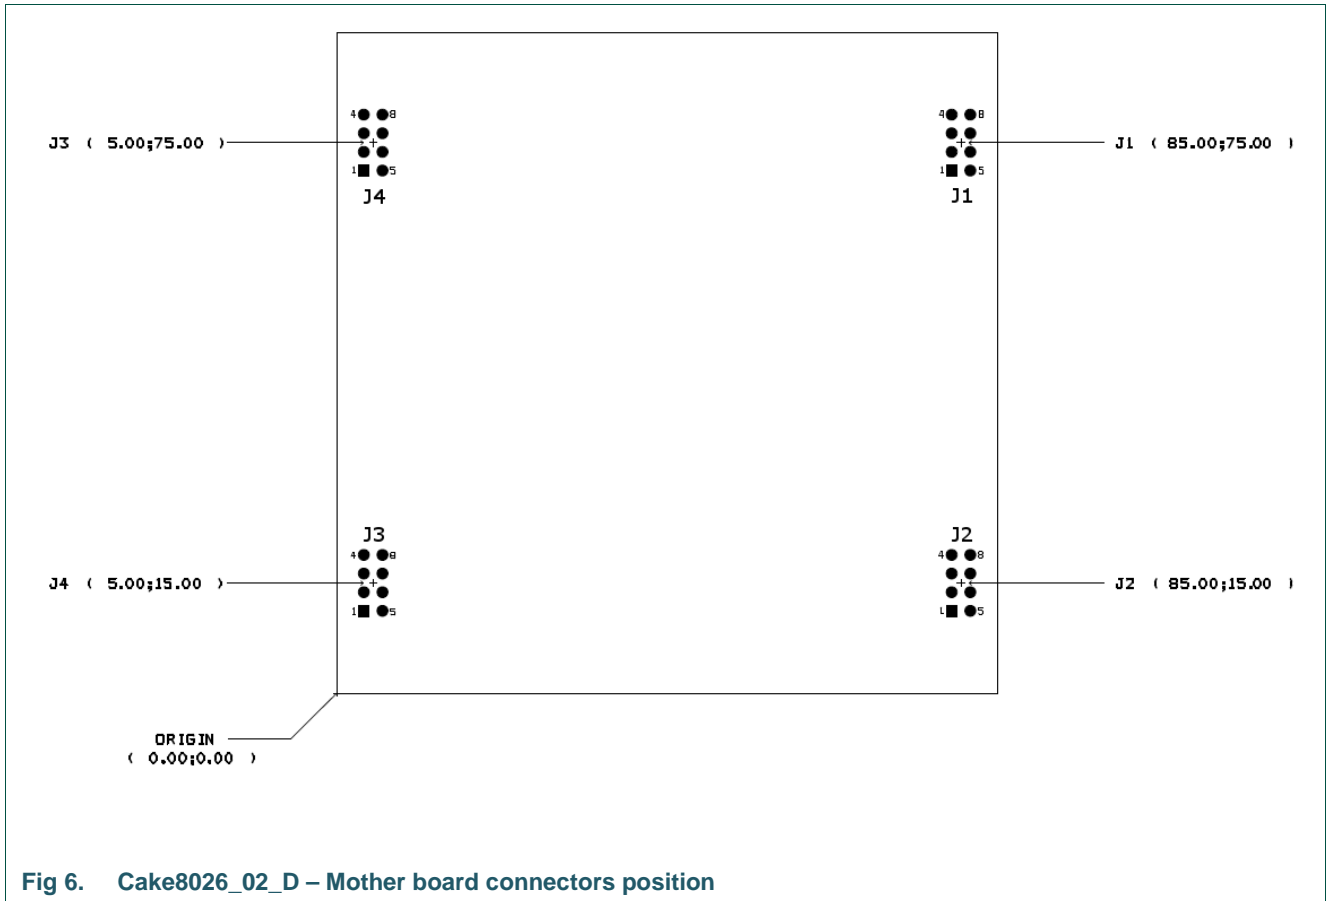 4 8
4 8
J3 ( 5.00;75.00 )
J1 ( 85.00;75.00 )
1 5
1 5
J4
J1
J3
J2
4 8
4 8
J4 ( 5.00;15.00 )
J2 ( 85.00;15.00 )
1 5
1 5
ORIGIN
( 0.00;0.00 )
Fig 6. Cake8026_02_D – Mother board connectors position